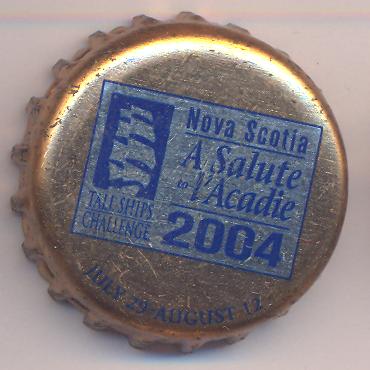 Nova Scotia
A Salute
to l'Acadie
2004
TALL SHIPS
CHALLENGE
JULY 29-AUGUST 12